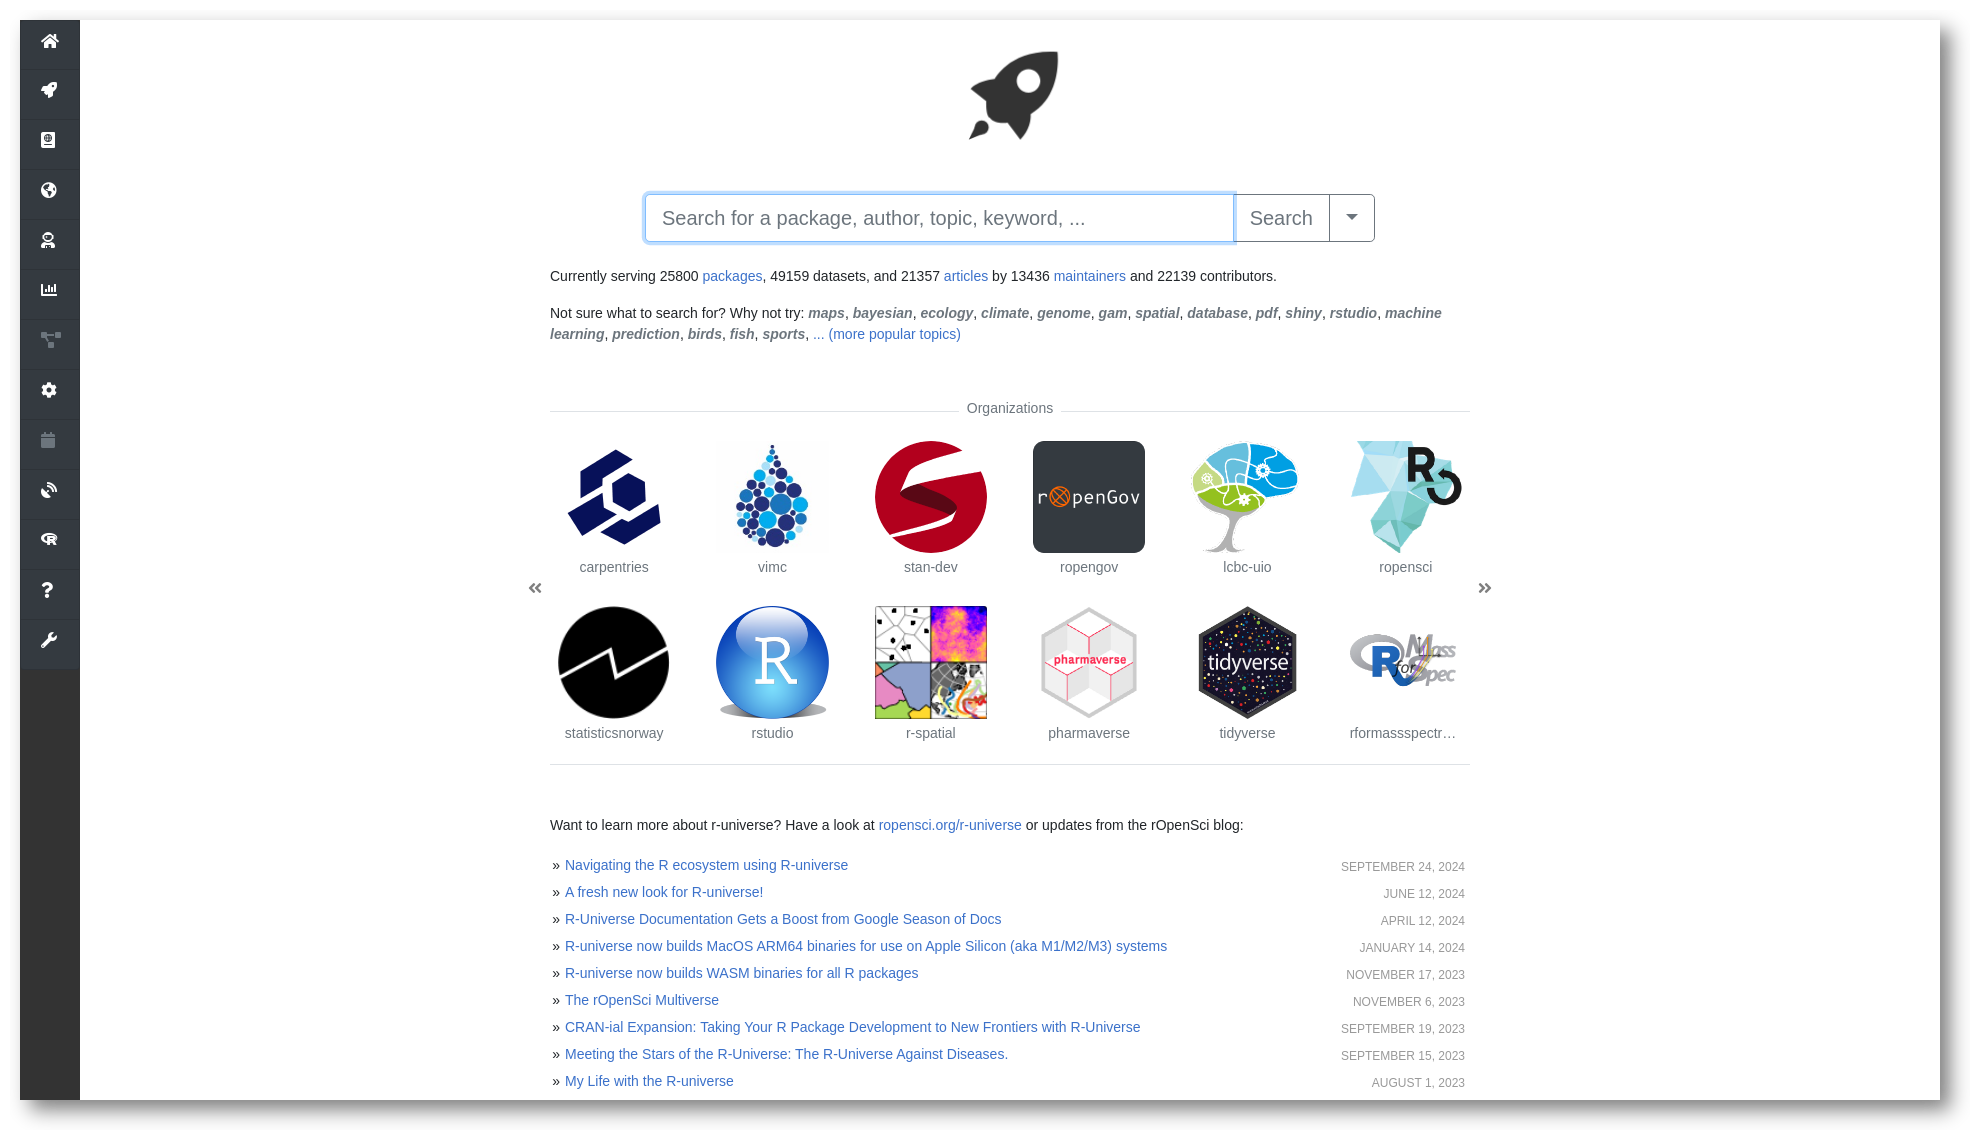 Search for a package, author, topic, keyword, ... Search
Currently serving 25800 packages, 49159 datasets, and 21357 articles by 13436 maintainers and 22139 contributors.
Not sure what to search for? Why not try: maps, bayesian, ecology, climate, genome, gam, spatial, database, pdf, shiny, rstudio, machine
learning, prediction, birds, fish, sports, ... (more popular topics)
Organizations
rOpenGov
R
carpentries vimc stan-dev ropengov lcbc-uio ropensci
« »
R pharmaverse tidyverse R for Mass Spec
statisticsnorway rstudio r-spatial pharmaverse tidyverse rformassspectr…
Want to learn more about r-universe? Have a look at ropensci.org/r-universe or updates from the rOpenSci blog:
» Navigating the R ecosystem using R-universe SEPTEMBER 24, 2024
» A fresh new look for R-universe! JUNE 12, 2024
» R-Universe Documentation Gets a Boost from Google Season of Docs APRIL 12, 2024
» R-universe now builds MacOS ARM64 binaries for use on Apple Silicon (aka M1/M2/M3) systems JANUARY 14, 2024
» R-universe now builds WASM binaries for all R packages NOVEMBER 17, 2023
» The rOpenSci Multiverse NOVEMBER 6, 2023
» CRAN-ial Expansion: Taking Your R Package Development to New Frontiers with R-Universe SEPTEMBER 19, 2023
» Meeting the Stars of the R-Universe: The R-Universe Against Diseases. SEPTEMBER 15, 2023
» My Life with the R-universe AUGUST 1, 2023